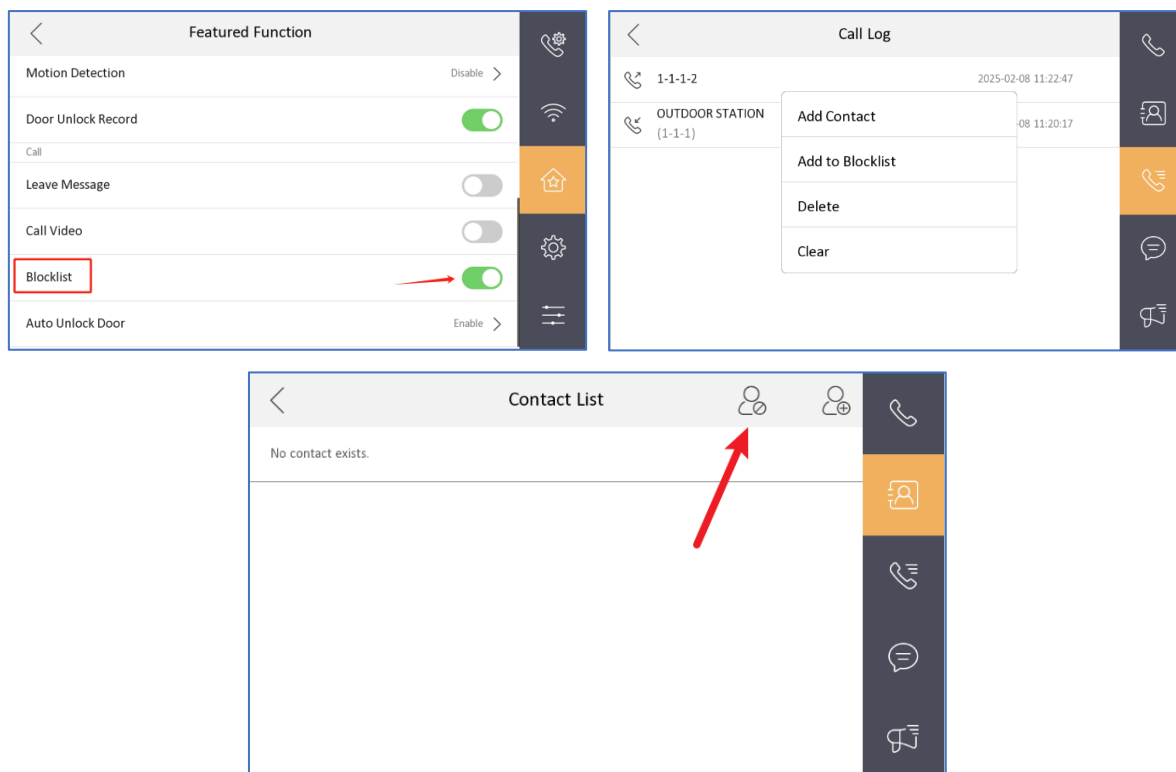 Featured Function
Motion Detection Disable
Door Unlock Record
Call
Leave Message
Call Video
Blocklist
Auto Unlock Door Enable
Call Log
1-1-1-2 2025-02-08 11:22:47
OUTDOOR STATION
(1-1-1) -08 11:20:17
Add Contact
Add to Blocklist
Delete
Clear
Contact List
No contact exists.